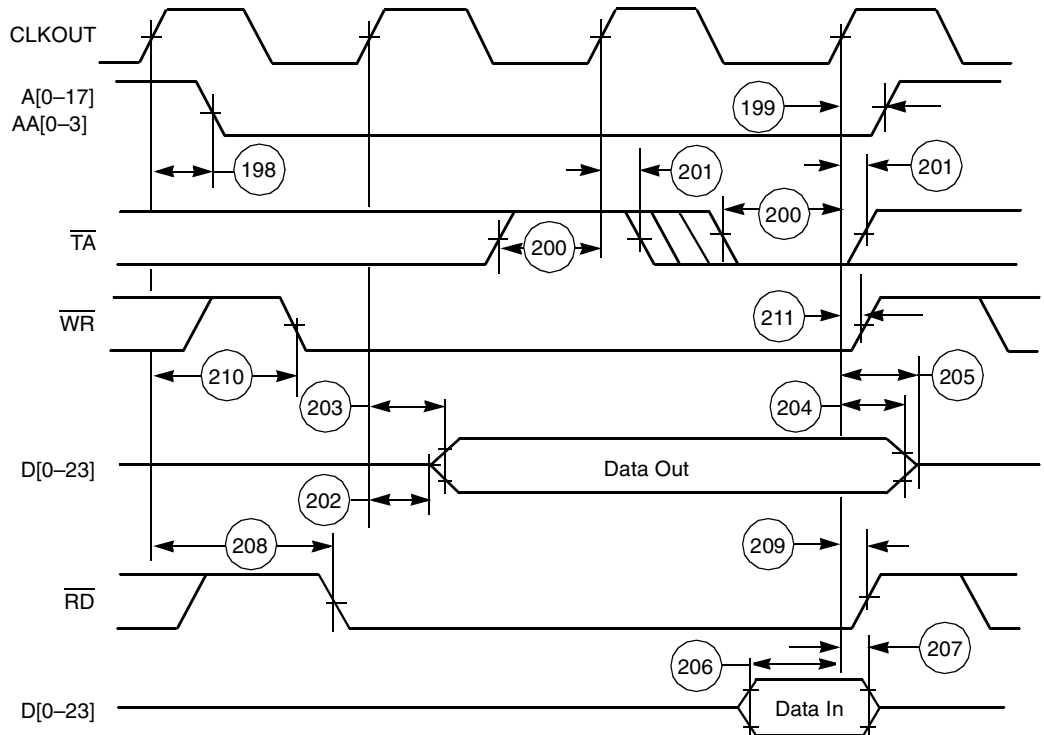 CLKOUT
A[0–17]
AA[0–3]
199
198
201
201
TA
200
200
WR
211
210
205
203
204
D[0–23]
Data Out
202
208
209
RD
206
207
D[0–23]
Data In